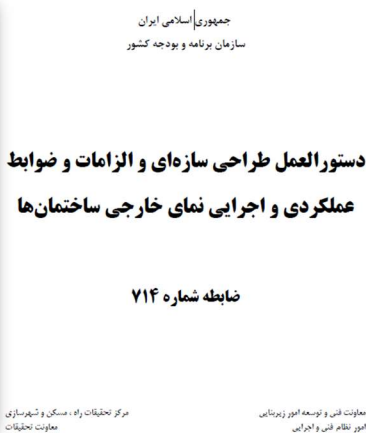 جمهوری اسلامی ایران
سازمان برنامه و بودجه کشور
دستورالعمل طراحی سازه‌ای و الزامات و ضوابط
عملکردی و اجرایی نمای خارجی ساختمان‌ها
ضابطه شماره ۷۱۴
معاونت فنی و توسعه امور زیربنایی
امور نظام فنی و اجرایی
مرکز تحقیقات راه ، مسکن و شهرسازی
معاونت تحقیقات